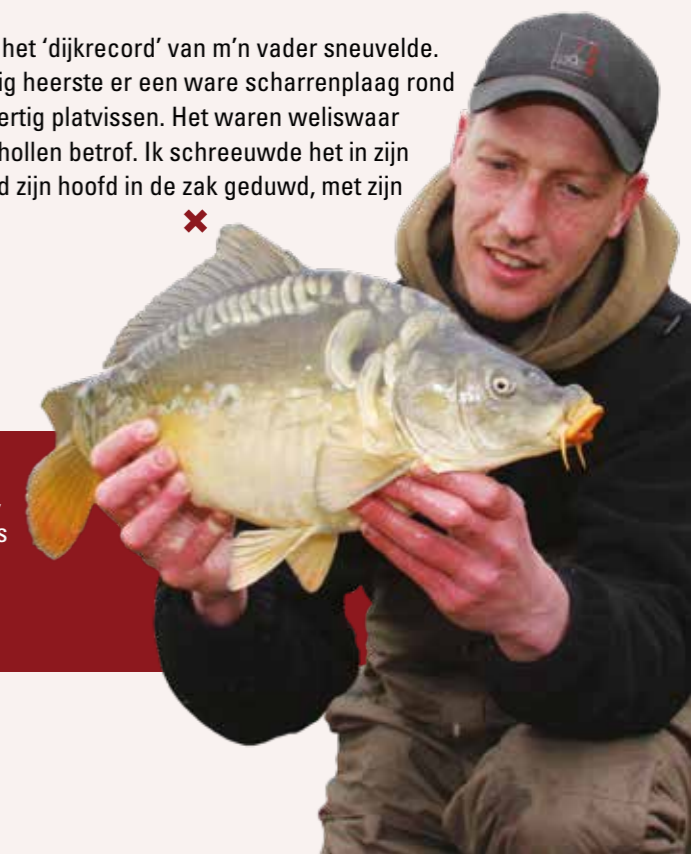 het ‘dijkrecord’ van m’n vader sneuvelde.
ig heerste er een ware scharrenplaag rond
ertig platvissen. Het waren weliswaar
hollen betrof. Ik schreeuwde het in zijn
d zijn hoofd in de zak geduwd, met zijn
s